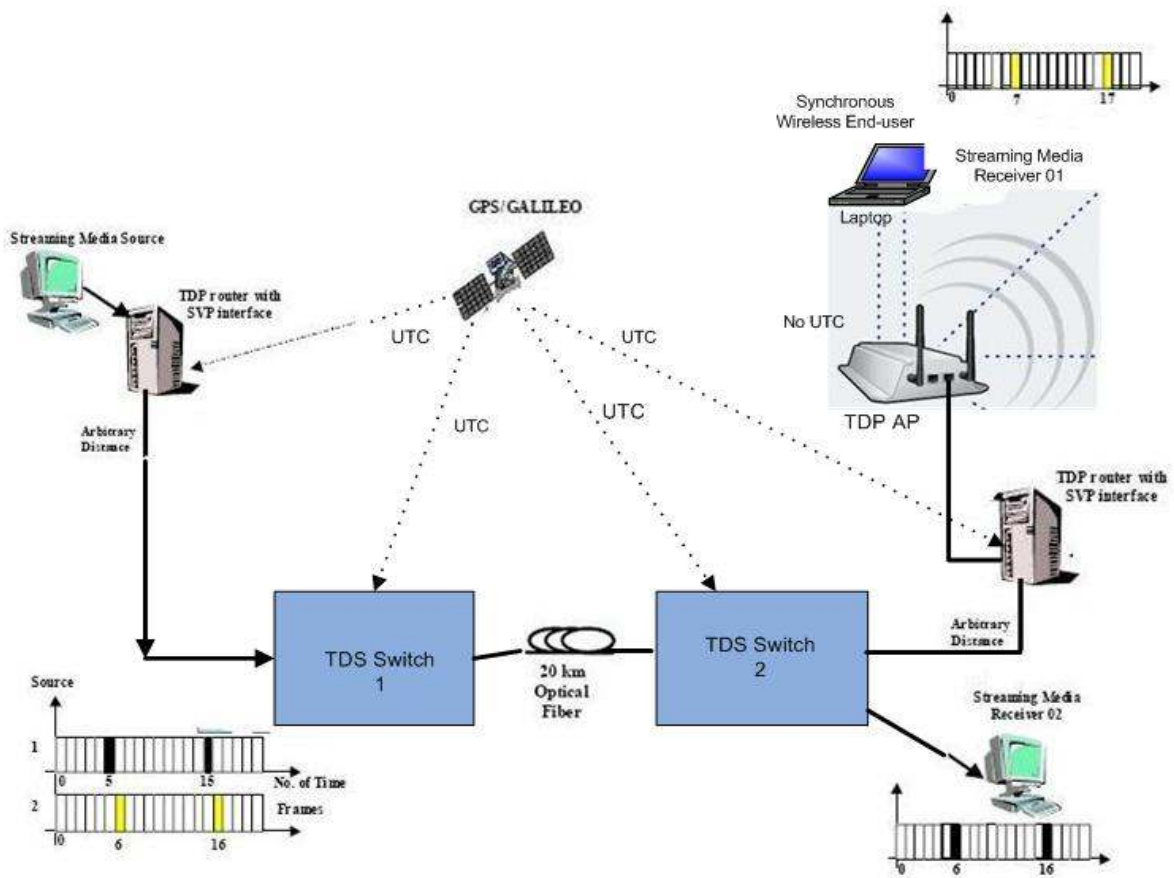 0
7
17
Synchronous
Wireless End-user
Streaming Media
Receiver 01
Laptop
GPS/GALILEO
Streaming Media Source
TDP router with
SVP interface
UTC
UTC
No UTC
UTC
UTC
TDP AP
Arbitrary
Distance
TDP router with
SVP interface
Arbitrary
Distance
TDS Switch
1
20 km
Optical
Fiber
TDS Switch
2
Source
1
0
5
15
No. of Time
Frames
2
0
6
16
Streaming Media
Receiver 02
0
6
16